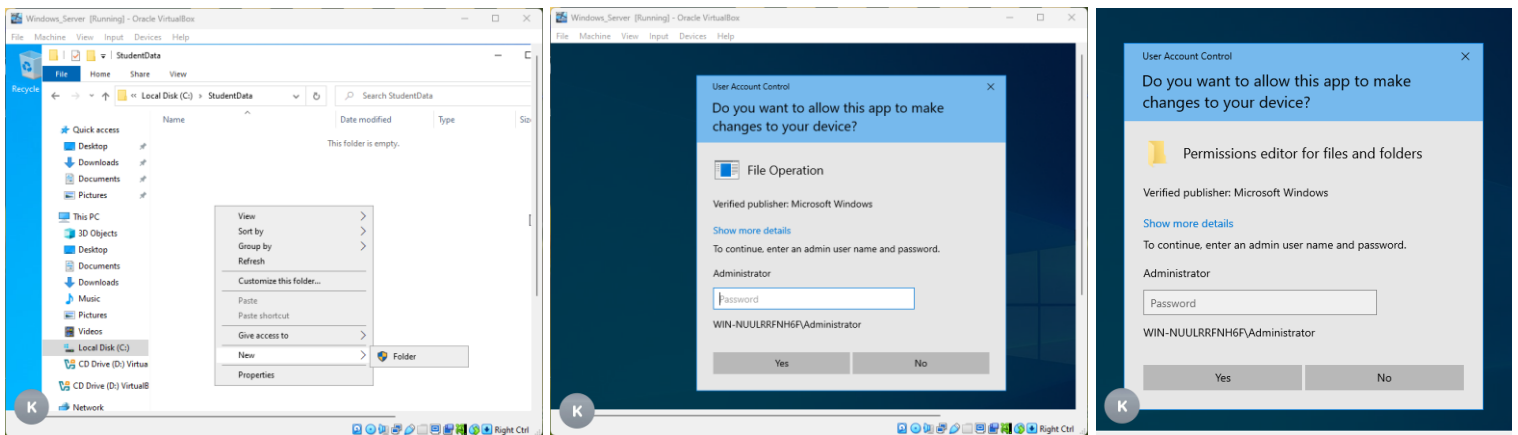 Windows_Server [Running] - Oracle VirtualBox
File Machine View Input Devices Help
StudentData
File Home Share View
Recycle
« Local Disk (C:) › StudentData
Search StudentData
Name Date modified Type Siz
This folder is empty.
Quick access
Desktop
Downloads
Documents
Pictures
This PC
3D Objects
Desktop
Documents
Downloads
Music
Pictures
Videos
Local Disk (C:)
CD Drive (D:) Virtua
CD Drive (D:) VirtualB
Network
View
Sort by
Group by
Refresh
Customize this folder...
Paste
Paste shortcut
Give access to
New
Folder
Properties
K
Right Ctrl
Windows_Server [Running] - Oracle VirtualBox
File Machine View Input Devices Help
User Account Control
Do you want to allow this app to make
changes to your device?
File Operation
Verified publisher: Microsoft Windows
Show more details
To continue, enter an admin user name and password.
Administrator
Password
WIN-NUULRRFNH6F\Administrator
Yes No
K
Right Ctrl
User Account Control
Do you want to allow this app to make
changes to your device?
Permissions editor for files and folders
Verified publisher: Microsoft Windows
Show more details
To continue, enter an admin user name and password.
Administrator
Password
WIN-NUULRRFNH6F\Administrator
Yes No
K